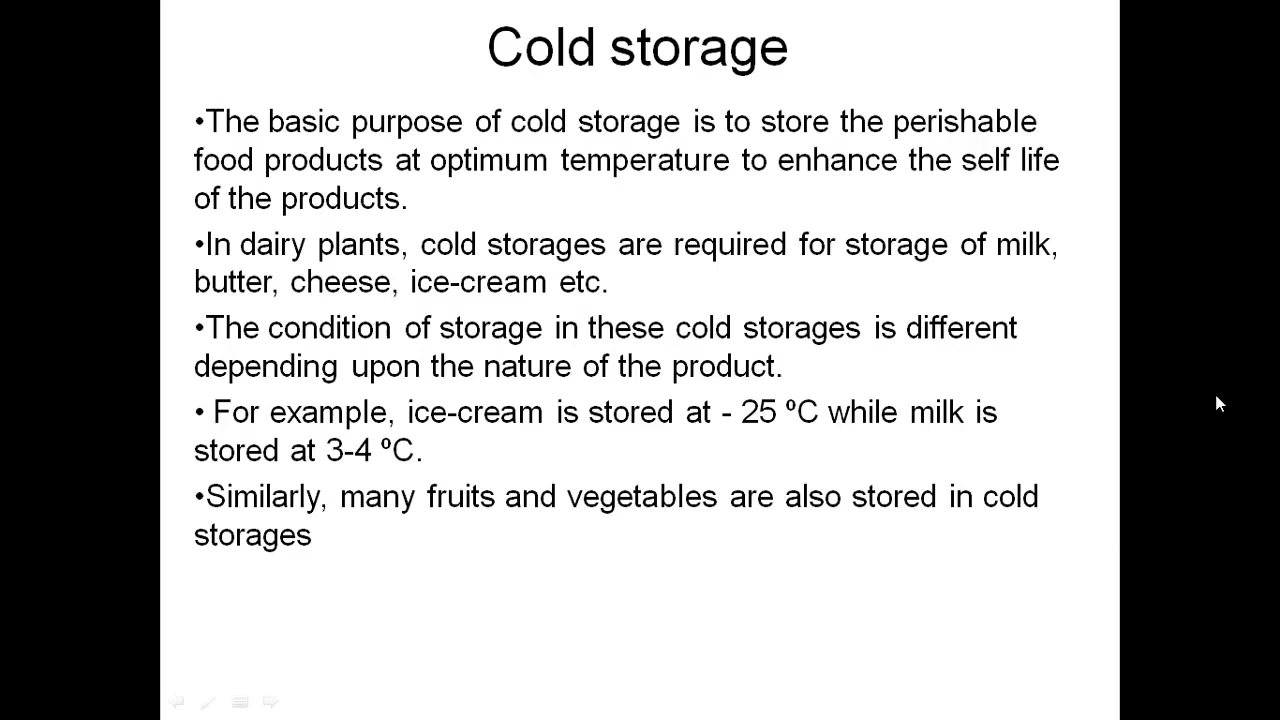 Cold storage
•The basic purpose of cold storage is to store the perishable
food products at optimum temperature to enhance the self life
of the products.
•In dairy plants, cold storages are required for storage of milk,
butter, cheese, ice-cream etc.
•The condition of storage in these cold storages is different
depending upon the nature of the product.
• For example, ice-cream is stored at - 25 ºC while milk is
stored at 3-4 ºC.
•Similarly, many fruits and vegetables are also stored in cold
storages